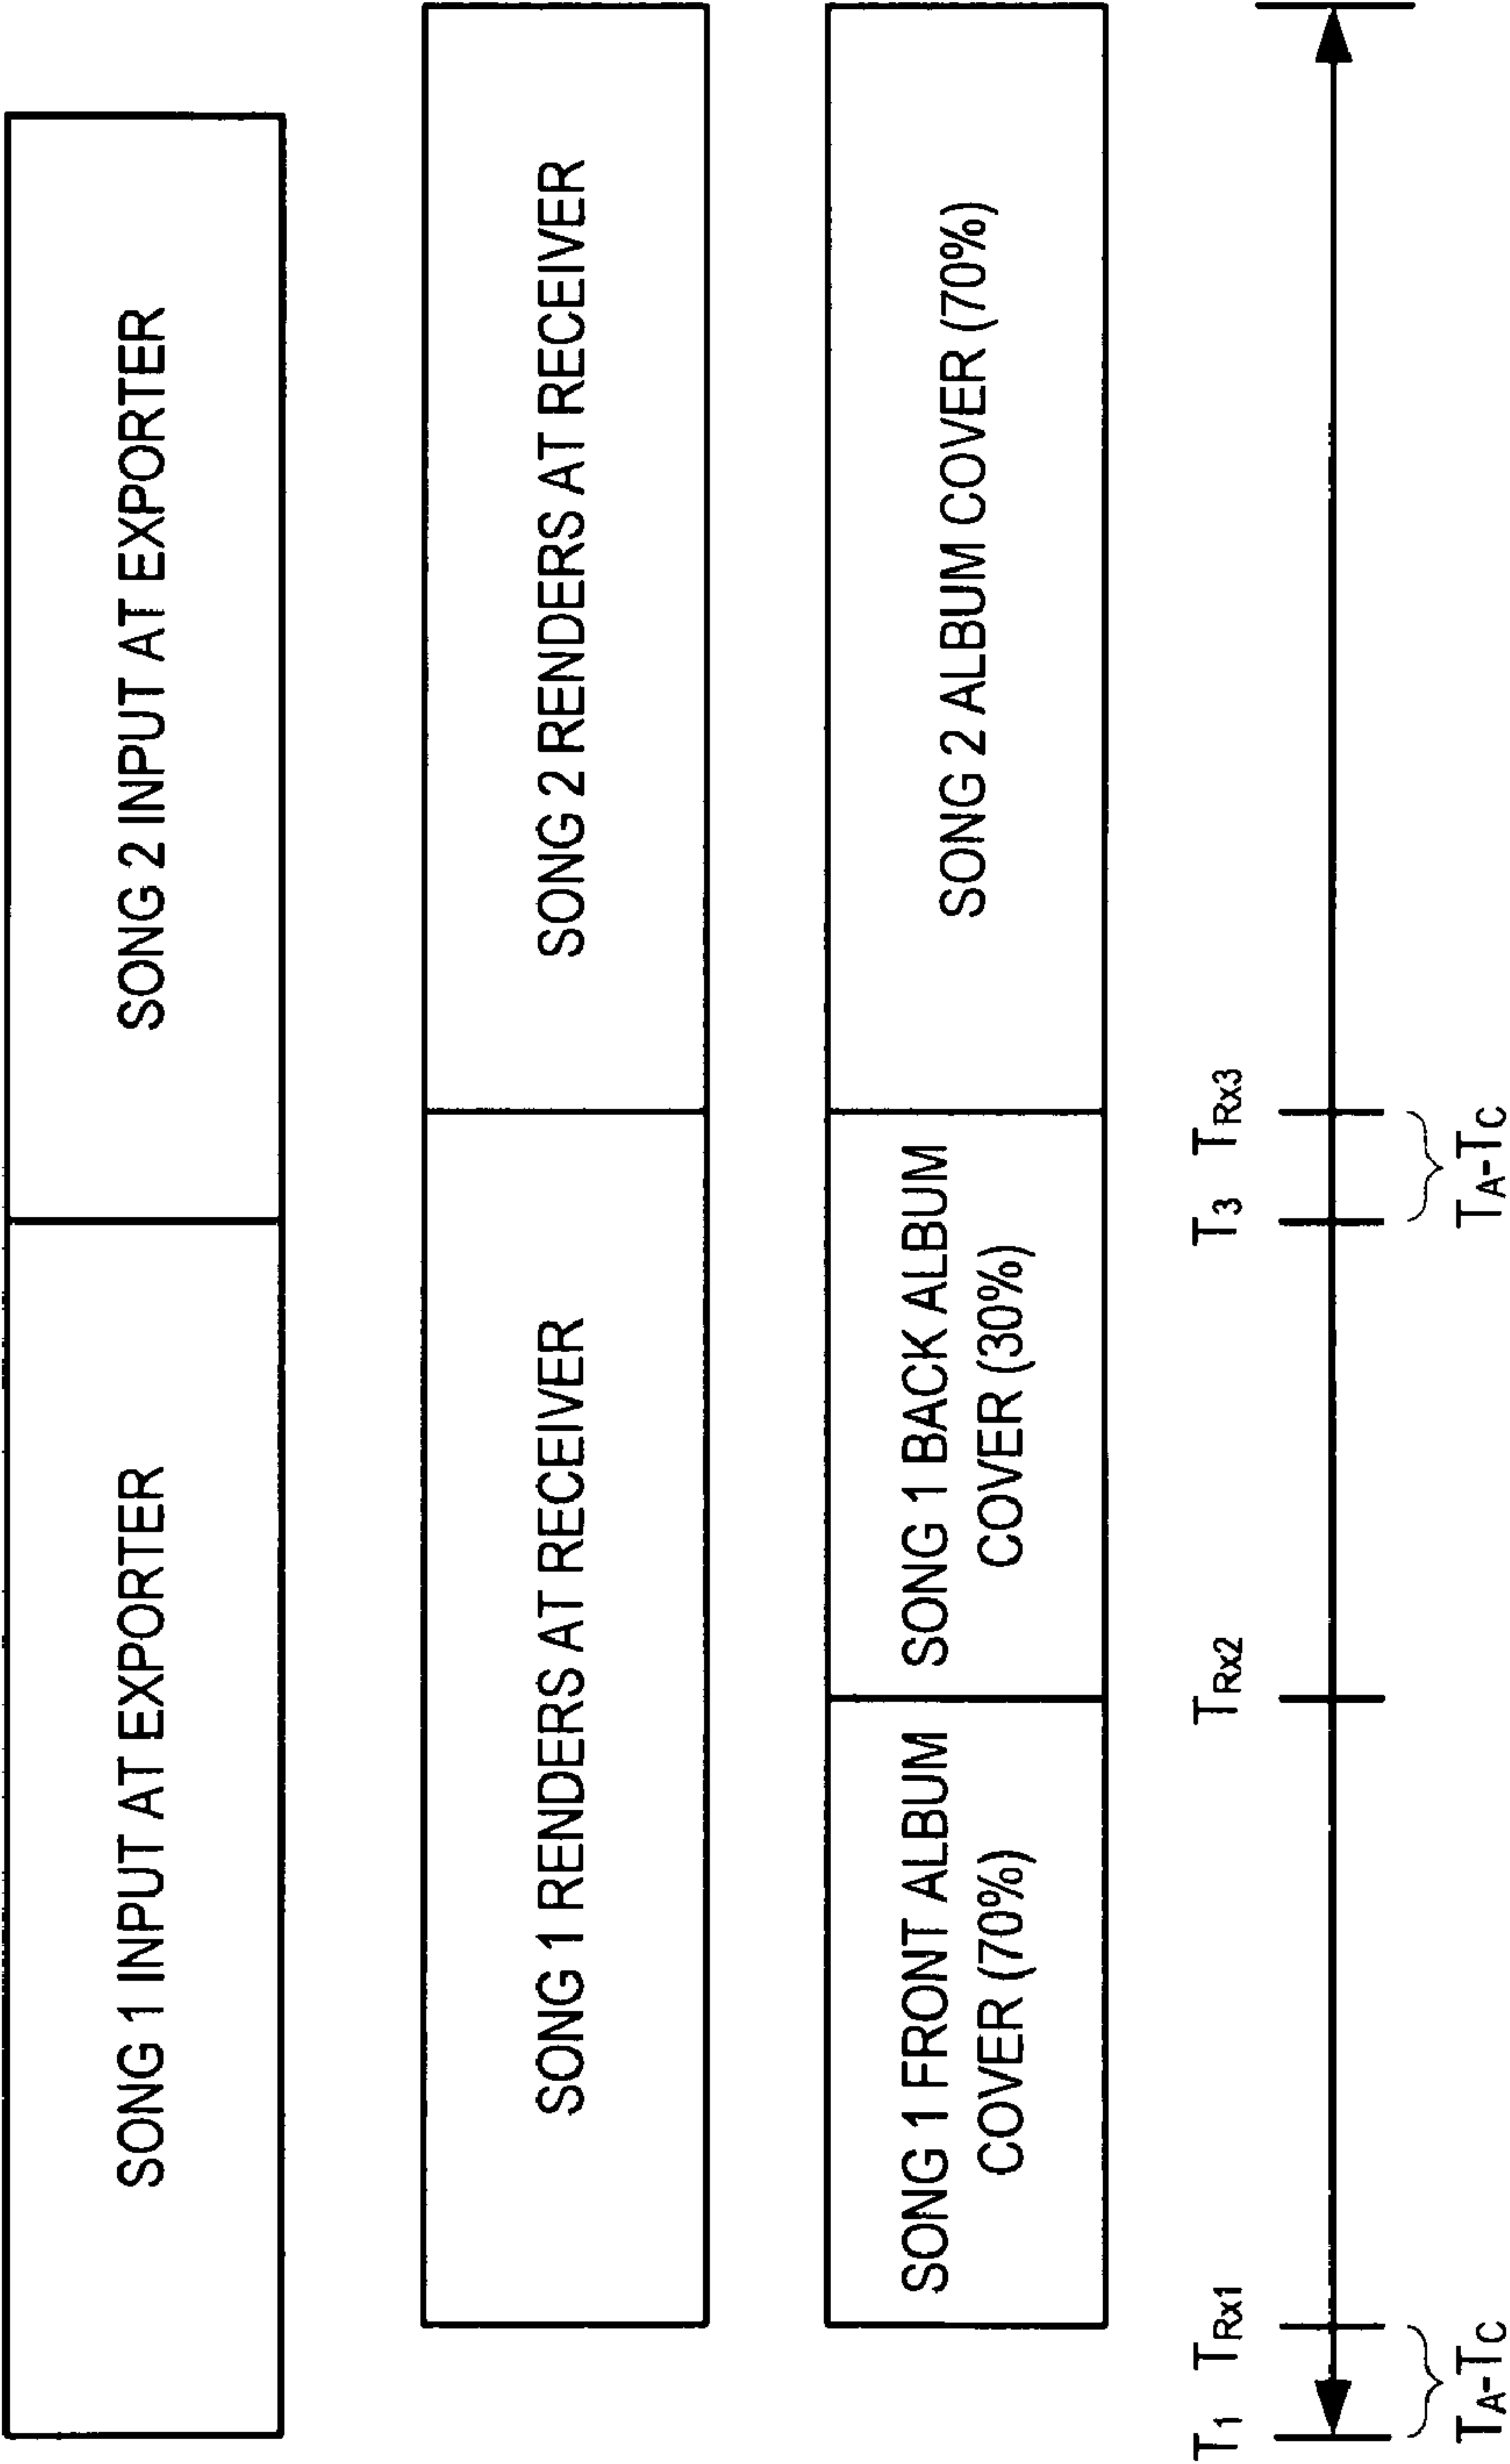 SONG 1 INPUT AT EXPORTER
SONG 2 INPUT AT EXPORTER
SONG 1 RENDERS AT RECEIVER
SONG 2 RENDERS AT RECEIVER
SONG 1 FRONT ALBUM
COVER (70%)
SONG 1 BACK ALBUM
COVER (30%)
SONG 2 ALBUM COVER (70%)
T1
TRx1
TRx2
T3
TRx3
TA-TC
TA-TC